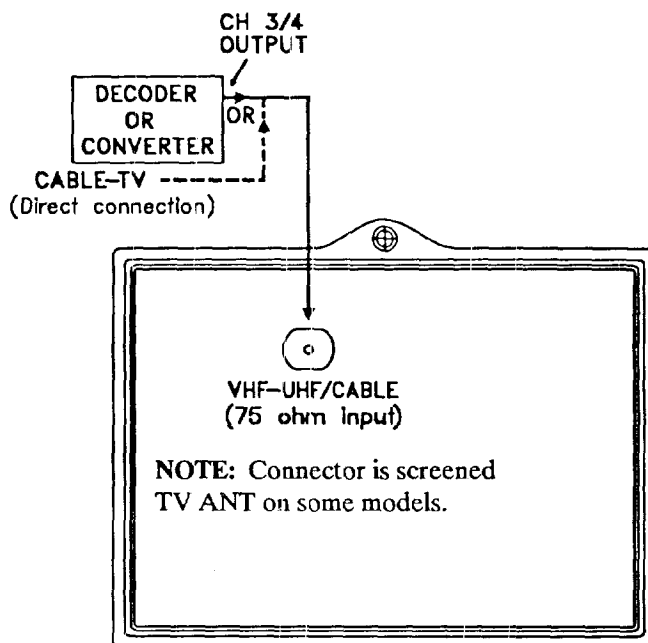 CH 3/4
OUTPUT
DECODER
OR
CONVERTER
OR
CABLE-TV
(Direct connection)
VHF-UHF/CABLE
(75 ohm input)
NOTE: Connector is screened
TV ANT on some models.